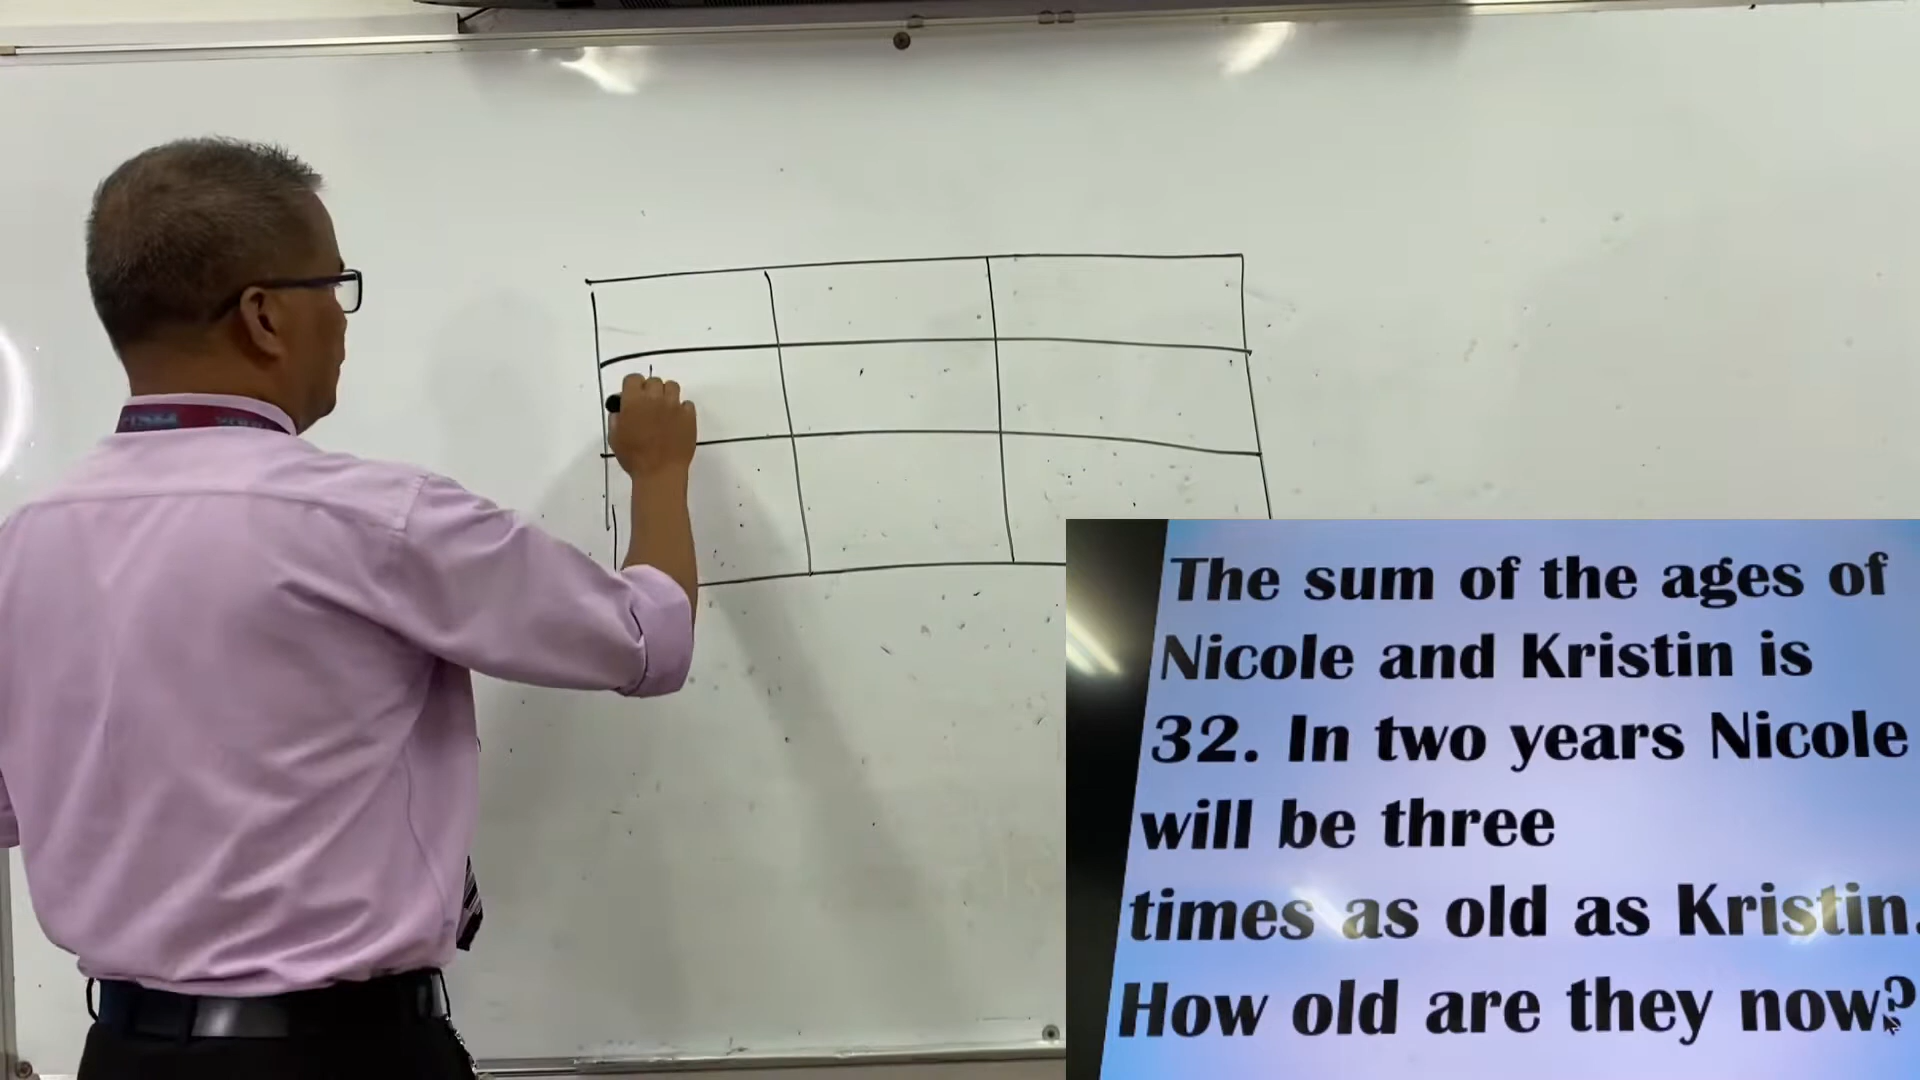 The sum of the ages of
Nicole and Kristin is
32. In two years Nicole
will be three
times as old as Kristin.
How old are they now?